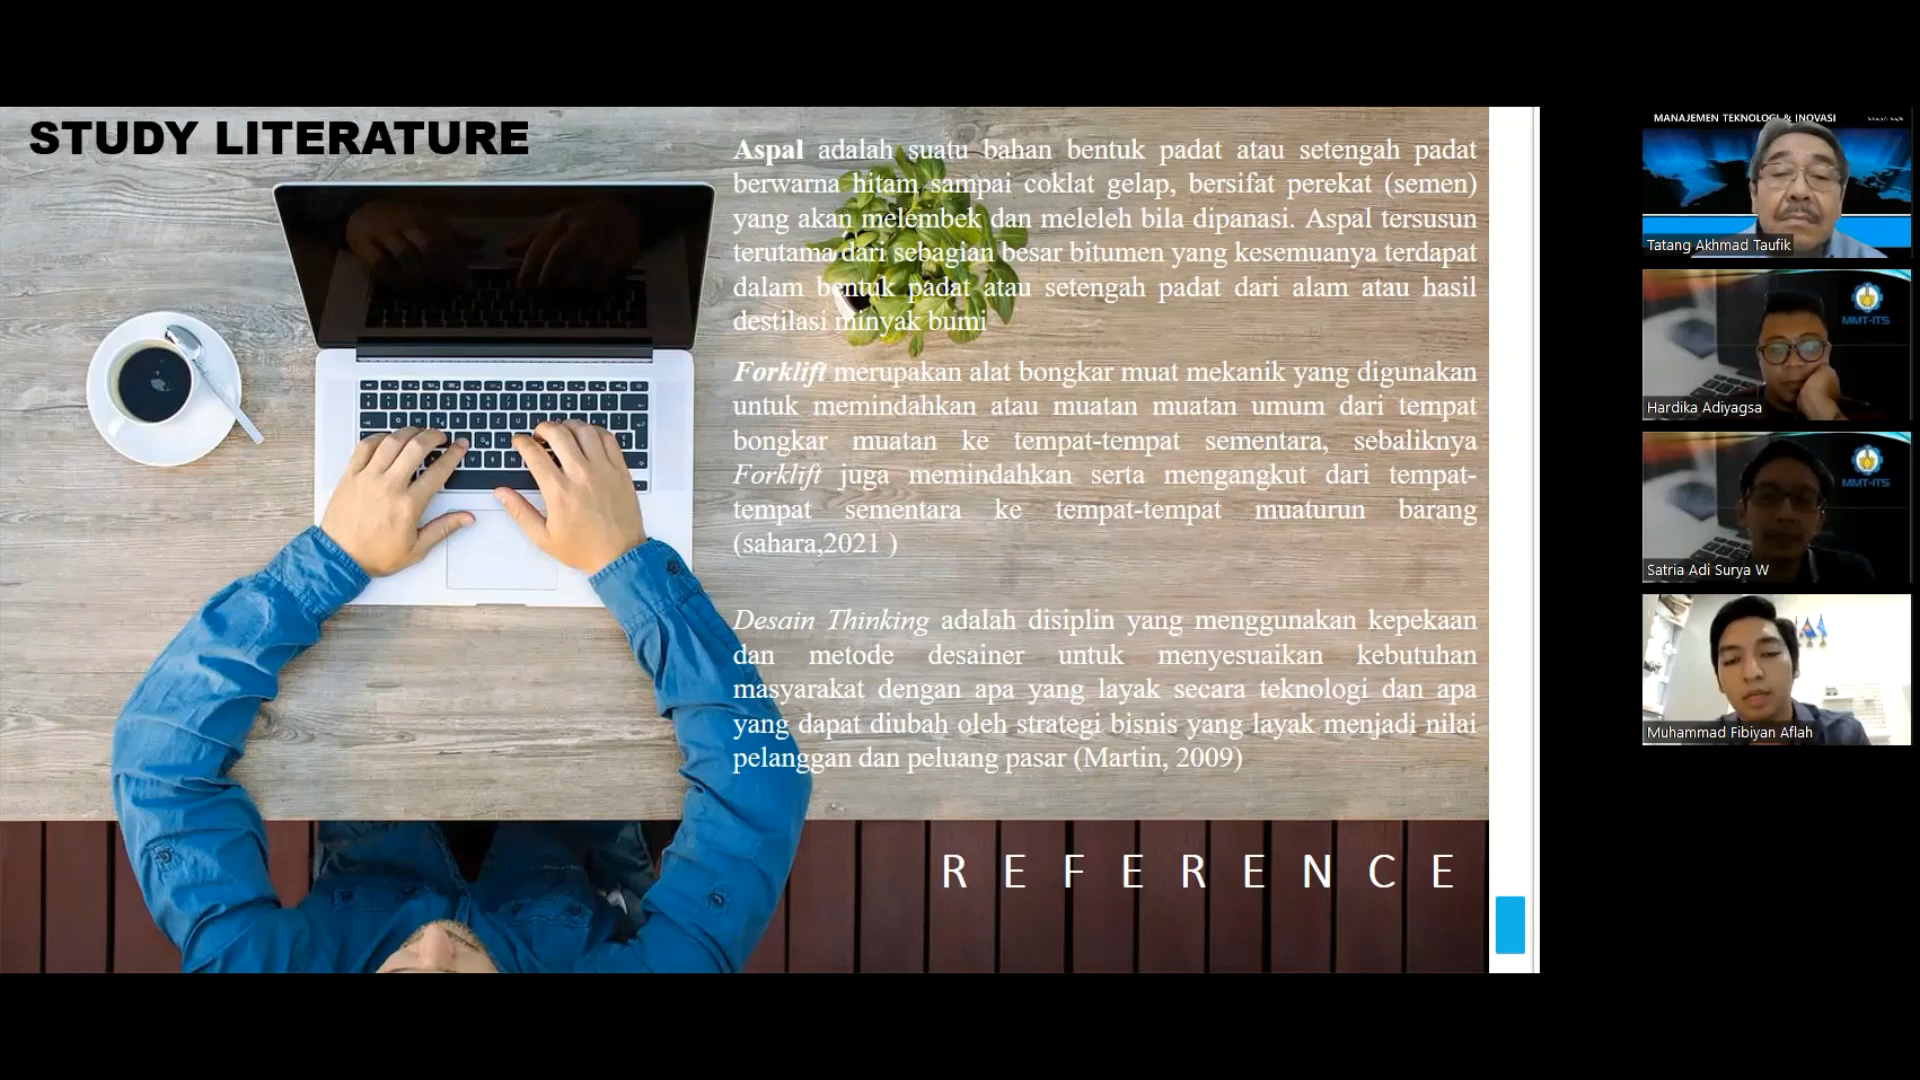 STUDY LITERATURE
Aspal adalah suatu bahan bentuk padat atau setengah padat
berwarna hitam sampai coklat gelap, bersifat perekat (semen)
yang akan melembek dan meleleh bila dipanasi. Aspal tersusun
terutama dari sebagian besar bitumen yang kesemuanya terdapat
dalam bentuk padat atau setengah padat dari alam atau hasil
destilasi minyak bumi
Forklift merupakan alat bongkar muat mekanik yang digunakan
untuk memindahkan atau muatan muatan umum dari tempat
bongkar muatan ke tempat-tempat sementara, sebaliknya
Forklift juga memindahkan serta mengangkut dari tempat-
tempat sementara ke tempat-tempat muaturun barang
(sahara,2021 )
Desain Thinking adalah disiplin yang menggunakan kepekaan
dan metode desainer untuk menyesuaikan kebutuhan
masyarakat dengan apa yang layak secara teknologi dan apa
yang dapat diubah oleh strategi bisnis yang layak menjadi nilai
pelanggan dan peluang pasar (Martin, 2009)
REFERENCE
MANAJEMEN TEKNOLOGI & INOVASI
Tatang Akhmad Taufik
MMT-ITS
Hardika Adiyagsa
MMT-ITS
Satria Adi Surya W
Muhammad Fibiyan Aflah